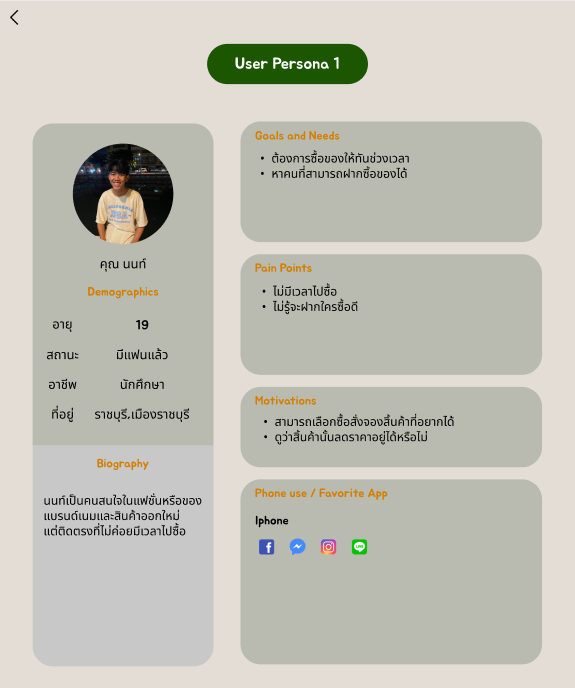 User Persona 1
คุณ นนท์
Demographics
อายุ 19
สถานะ มีแฟนแล้ว
อาชีพ นักศึกษา
ที่อยู่ ราชบุรี,เมืองราชบุรี
Biography
นนท์เป็นคนสนใจในแฟชั่นหรือของ
แบรนด์เนมและสินค้าออกใหม่
แต่ติดตรงที่ไม่ค่อยมีเวลาไปซื้อ
Goals and Needs
• ต้องการซื้อของให้ทันช่วงเวลา
• หาคนที่สามารถฝากซื้อของได้
Pain Points
• ไม่มีเวลาไปซื้อ
• ไม่รู้จะฝากใครซื้อดี
Motivations
• สามารถเลือกซื้อสั่งจองสิ้นค้าที่อยากได้
• ดูว่าสิ้นค้านั้นลดราคาอยู่ได้หรือไม่
Phone use / Favorite App
Iphone
LINE